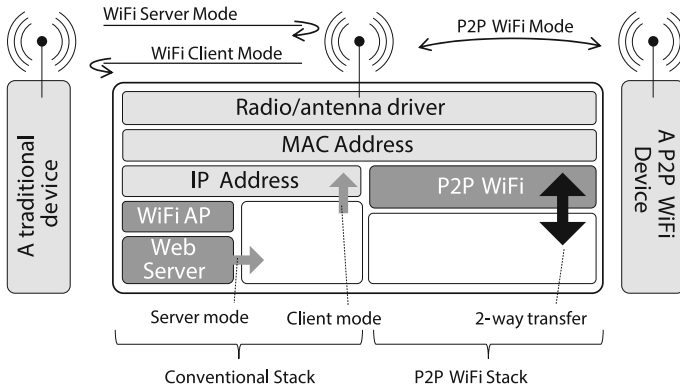 WiFi Server Mode
WiFi Client Mode
P2P WiFi Mode
A traditional
device
Radio/antenna driver
MAC Address
IP Address
P2P WiFi
WiFi AP
Web
Server
A P2P WiFi
Device
Server mode
Client mode
2-way transfer
Conventional Stack
P2P WiFi Stack